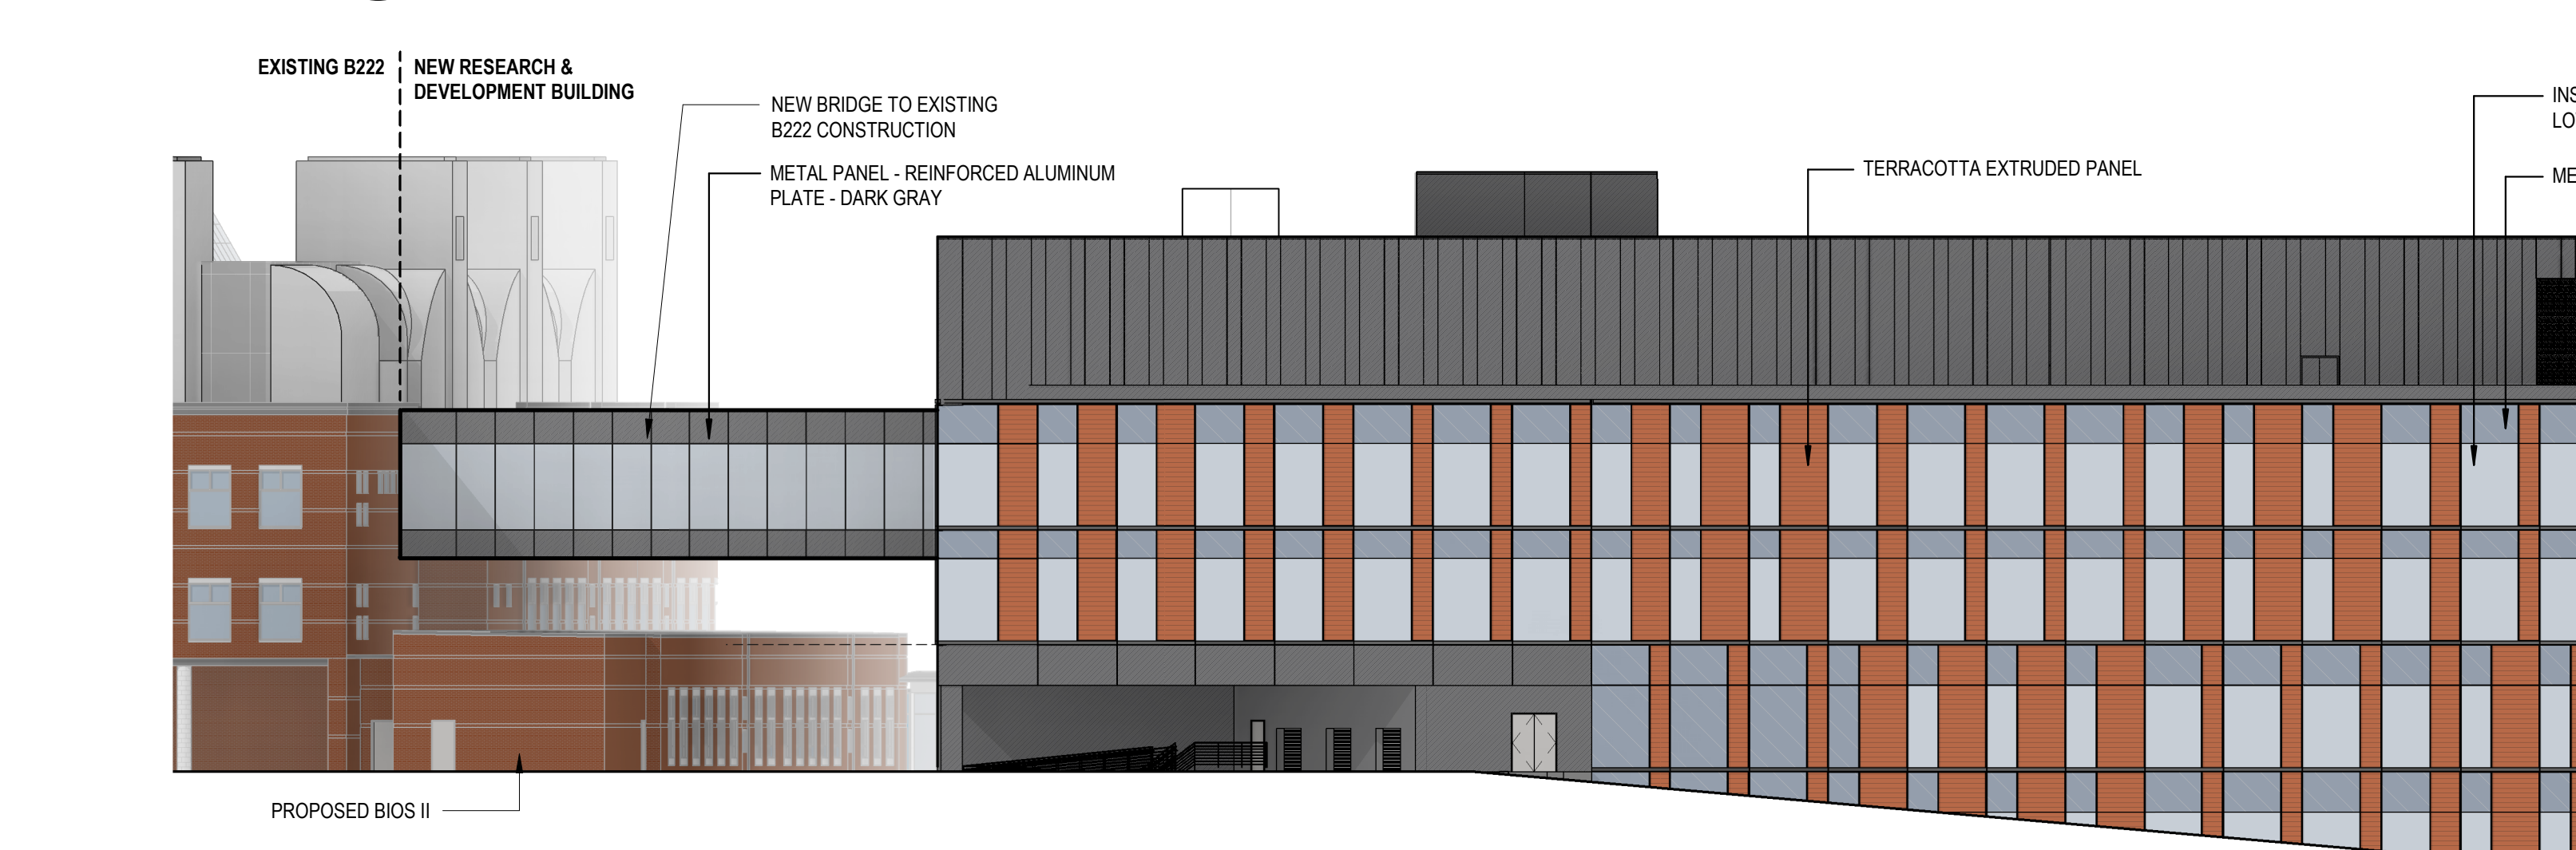 EXISTING B222
NEW RESEARCH &
DEVELOPMENT BUILDING
NEW BRIDGE TO EXISTING
B222 CONSTRUCTION
METAL PANEL - REINFORCED ALUMINUM
PLATE - DARK GRAY
TERRACOTTA EXTRUDED PANEL
PROPOSED BIOS II